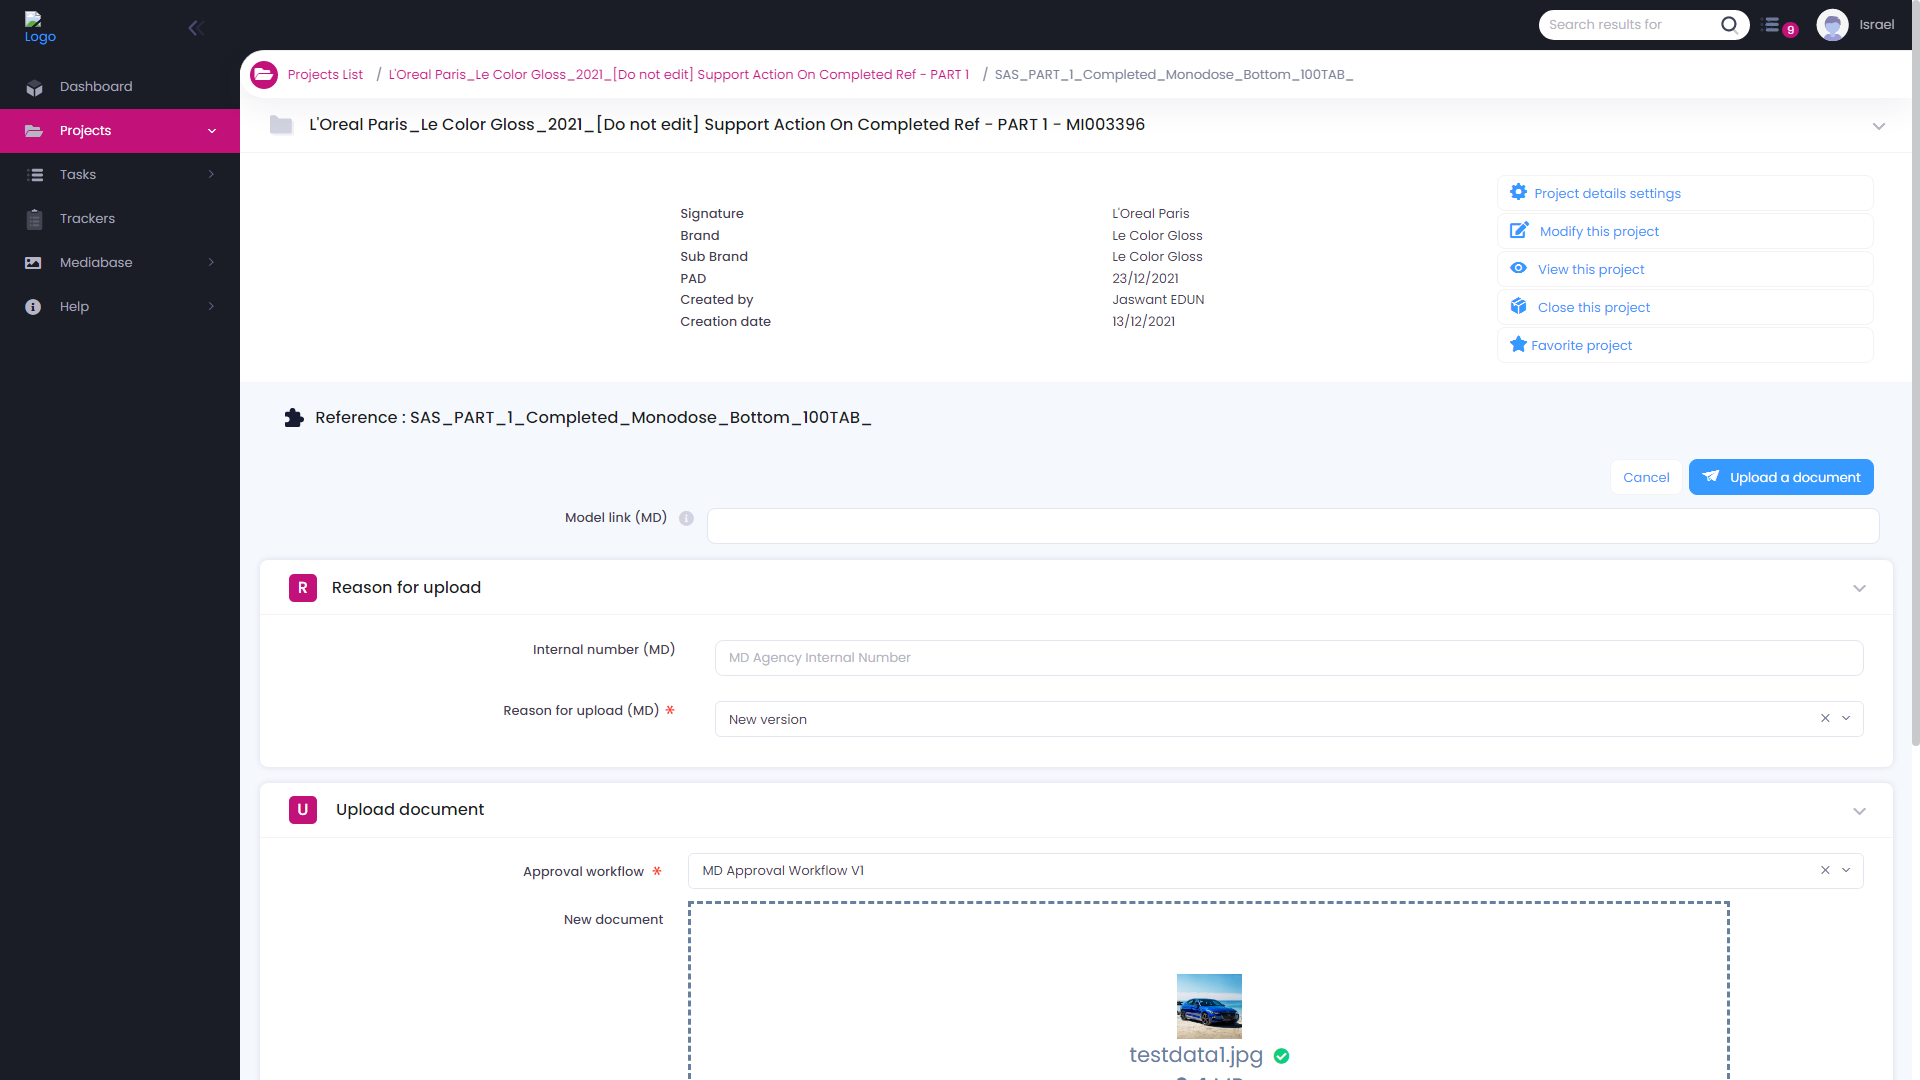 Logo
Search results for
9
Israel
Dashboard
Projects
Tasks
Trackers
Mediabase
Help
Projects List / L'Oreal Paris_Le Color Gloss_2021_[Do not edit] Support Action On Completed Ref - PART 1 / SAS_PART_1_Completed_Monodose_Bottom_100TAB_
L'Oreal Paris_Le Color Gloss_2021_[Do not edit] Support Action On Completed Ref - PART 1 - MI003396
Signature L'Oreal Paris
Brand Le Color Gloss
Sub Brand Le Color Gloss
PAD 23/12/2021
Created by Jaswant EDUN
Creation date 13/12/2021
Project details settings
Modify this project
View this project
Close this project
Favorite project
Reference : SAS_PART_1_Completed_Monodose_Bottom_100TAB_
Cancel
Upload a document
Model link (MD)
R Reason for upload
Internal number (MD) MD Agency Internal Number
Reason for upload (MD) * New version
U Upload document
Approval workflow * MD Approval Workflow V1
New document
testdata1.jpg